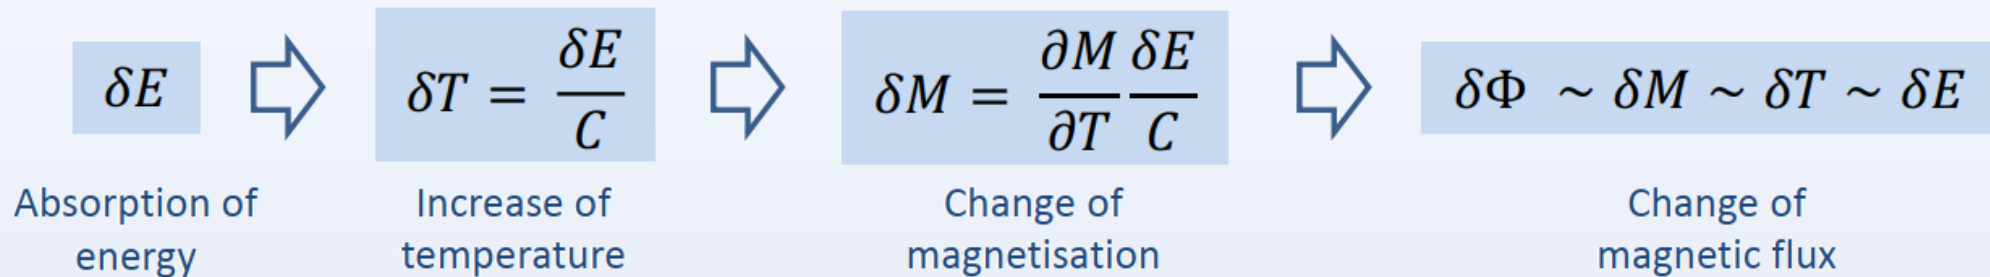 δE
δT = δE/C
δM = ∂M/∂T δE/C
δΦ ~ δM ~ δT ~ δE
Absorption of
energy
Increase of
temperature
Change of
magnetisation
Change of
magnetic flux